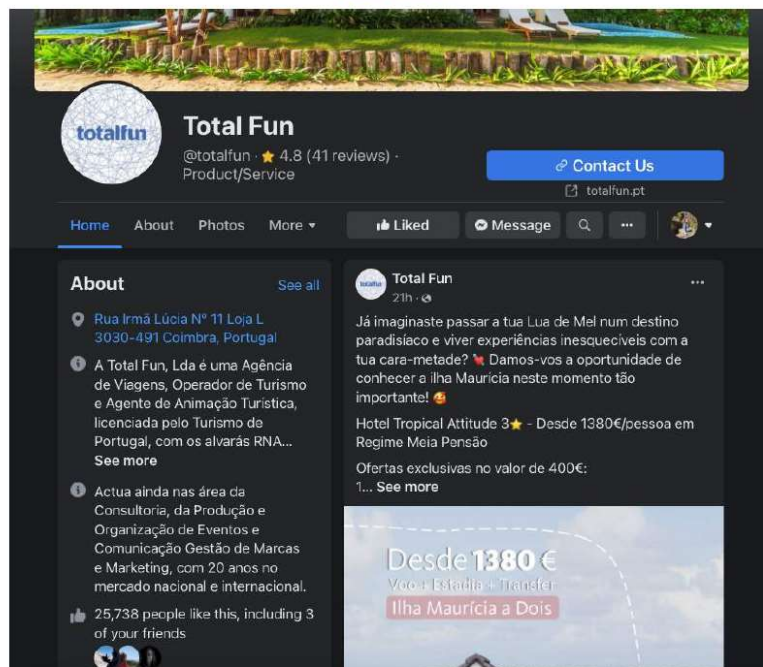 totalfun
Total Fun
@totalfun · ⭐ 4.8 (41 reviews) ·
Product/Service
Contact Us
totalfun.pt
Home About Photos More
Liked Message
About See all
Rua Irmã Lúcia Nº 11 Loja L
3030-491 Coimbra, Portugal
A Total Fun, Lda é uma Agência
de Viagens, Operador de Turismo
e Agente de Animação Turística,
licenciada pelo Turismo de
Portugal, com os alvarás RNA...
See more
Actua ainda nas área da
Consultoria, da Produção e
Organização de Eventos e
Comunicação Gestão de Marcas
e Marketing, com 20 anos no
mercado nacional e internacional.
25,738 people like this, including 3
of your friends
totalfun
Total Fun
21h ·
Já imaginaste passar a tua Lua de Mel num destino
paradisíaco e viver experiências inesquecíveis com a
tua cara-metade? 💘 Damos-vos a oportunidade de
conhecer a ilha Maurícia neste momento tão
importante! 🥰
Hotel Tropical Attitude 3⭐ - Desde 1380€/pessoa em
Regime Meia Pensão
Ofertas exclusivas no valor de 400€:
1... See more
Desde 1380 €
Voo + Estadia + Transfer
Ilha Maurícia a Dois